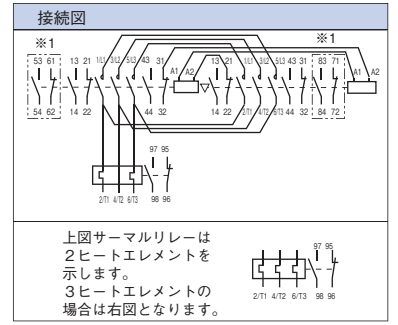 接続図
※1 ※1
53 61 13 21 1/L1 3/L2 5/L3 43 31 A1 A2 13 21 1/L1 3/L2 5/L3 43 31 83 71 A1 A2
54 62 14 22 44 32 14 22 2/T1 4/T2 6/T3 44 32 84 72
97 95
2/T1 4/T2 6/T3 98 96
上図サーマルリレーは
2ヒートエレメントを
示します。
3ヒートエレメントの
場合は右図となります。
97 95
2/T1 4/T2 6/T3 98 96